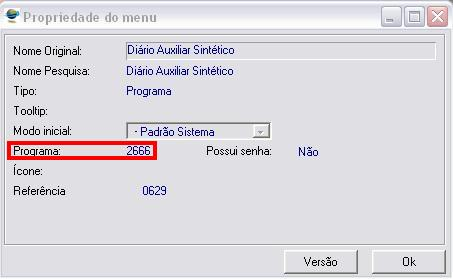 Propriedade do menu
Nome Original: Diário Auxiliar Sintético
Nome Pesquisa: Diário Auxiliar Sintético
Tipo: Programa
Tooltip:
Modo inicial: - Padrão Sistema
Programa: 2666 Possui senha: Não
Ícone:
Referência 0629
Versão Ok